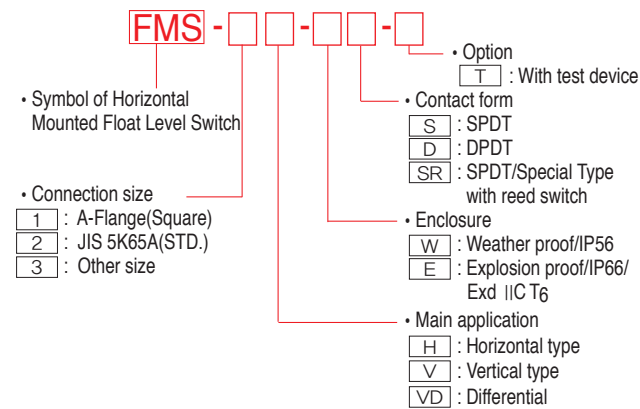 FMS - □ □ - □ □ - □
• Symbol of Horizontal
Mounted Float Level Switch
• Connection size
1 : A-Flange(Square)
2 : JIS 5K65A(STD.)
3 : Other size
• Option
T : With test device
• Contact form
S : SPDT
D : DPDT
SR : SPDT/Special Type
with reed switch
• Enclosure
W : Weather proof/IP56
E : Explosion proof/IP66/
Exd IIC T6
• Main application
H : Horizontal type
V : Vertical type
VD : Differential